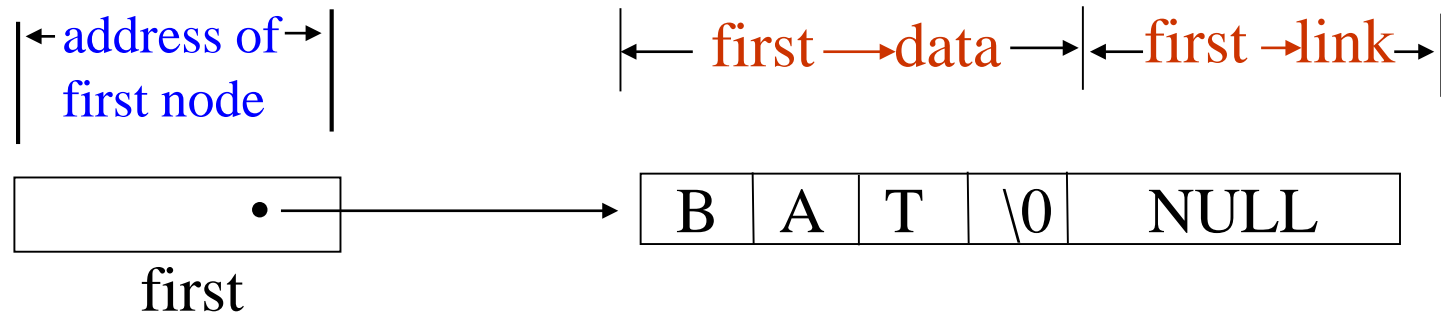 address of
first node
first → data
first → link
B A T \0 NULL
first